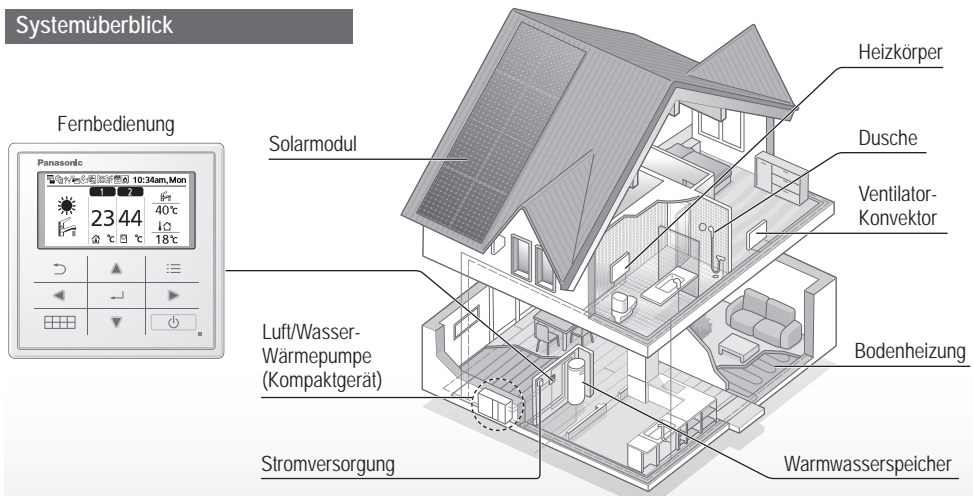 Systemüberblick
Fernbedienung
Panasonic
10:34am, Mon
1 2
23 44
°C °C
40°c
18°c
Solarmodul
Heizkörper
Dusche
Ventilator-
Konvektor
Luft/Wasser-
Wärmepumpe
(Kompaktgerät)
Bodenheizung
Stromversorgung
Warmwasserspeicher